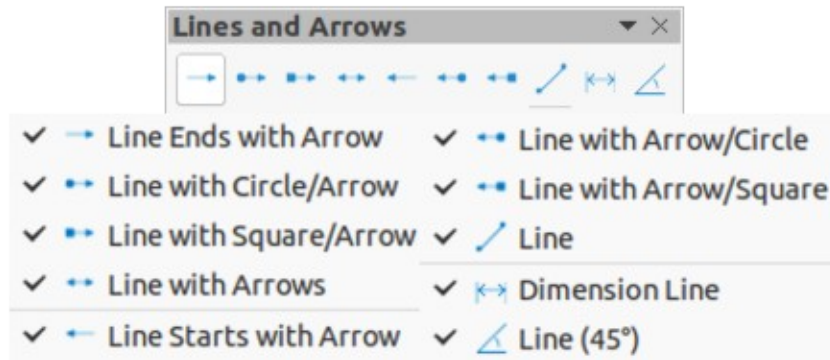 Lines and Arrows
Line Ends with Arrow
Line with Circle/Arrow
Line with Square/Arrow
Line with Arrows
Line Starts with Arrow
Line with Arrow/Circle
Line with Arrow/Square
Line
Dimension Line
Line (45°)